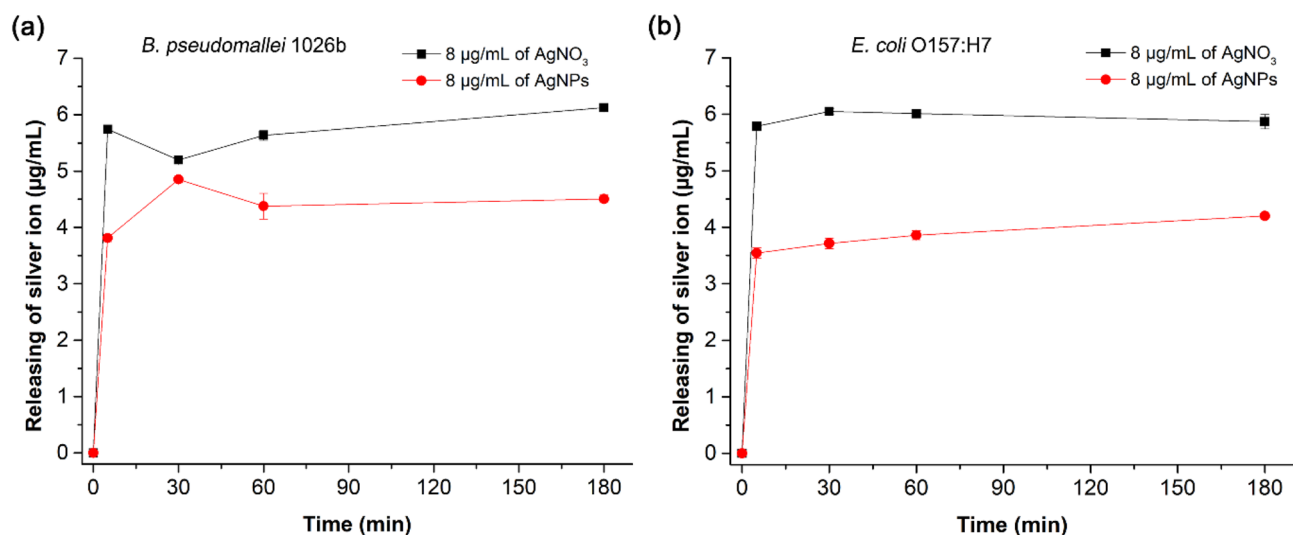 (a)
B. pseudomallei 1026b
8 µg/mL of AgNO₃
8 µg/mL of AgNPs
Releasing of silver ion (µg/mL)
7
6
5
4
3
2
1
0
0 30 60 90 120 150 180
Time (min)
(b)
E. coli O157:H7
8 µg/mL of AgNO₃
8 µg/mL of AgNPs
Releasing of silver ion (µg/mL)
7
6
5
4
3
2
1
0
0 30 60 90 120 150 180
Time (min)